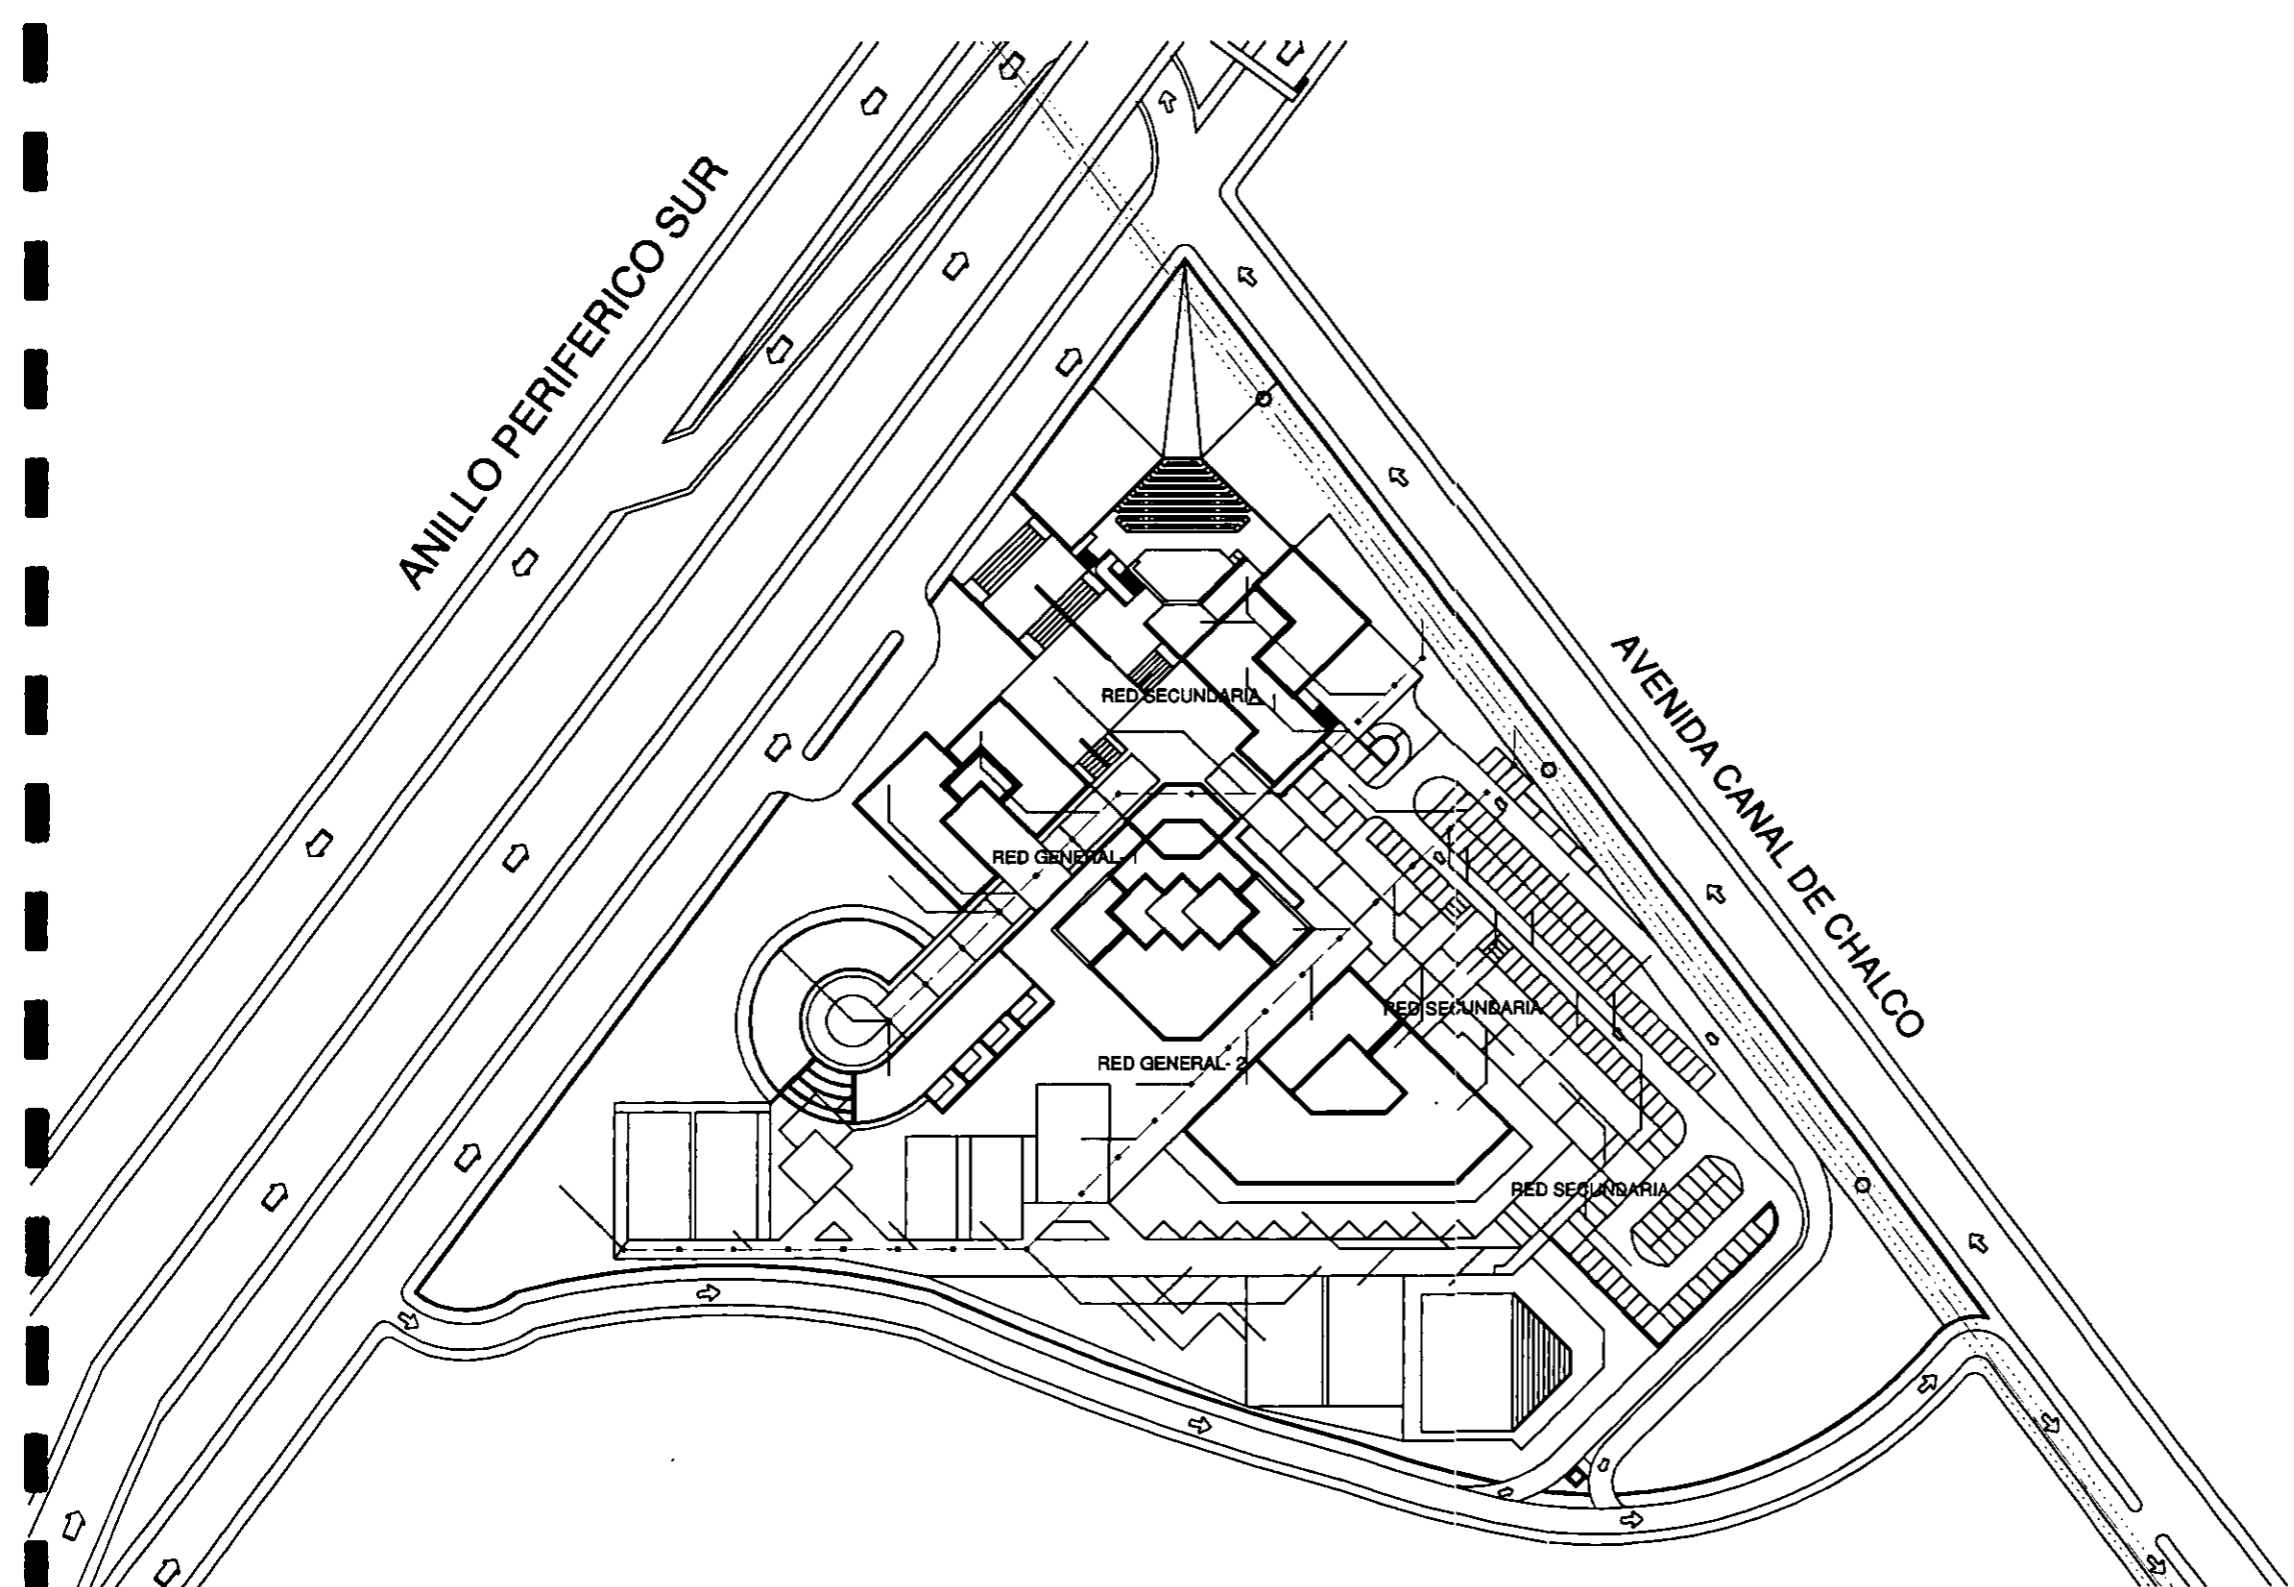 ANILLO PERIFERICO SUR
AVENIDA CANAL DE CHALCO
RED SECUNDARIA
RED GENERAL-1
RED SECUNDARIA
RED GENERAL-2
RED SECUNDARIA